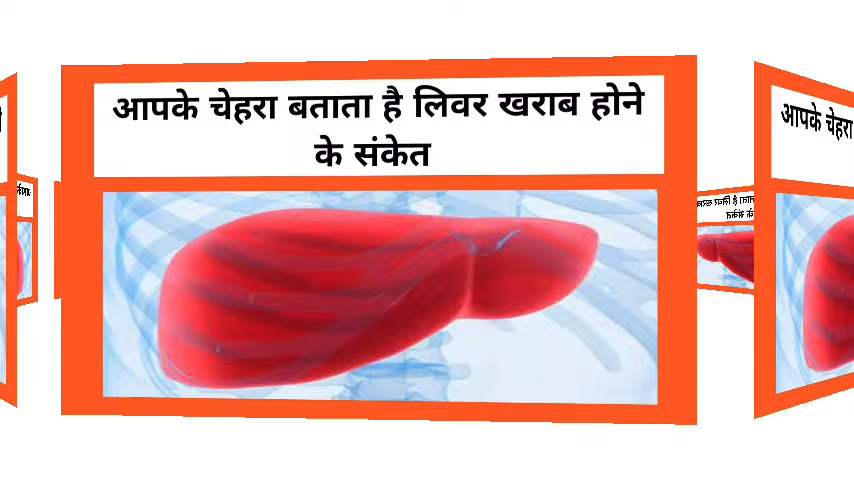 आपके चेहरा बताता है लिवर खराब होने
के संकेत
आपके चेहरा